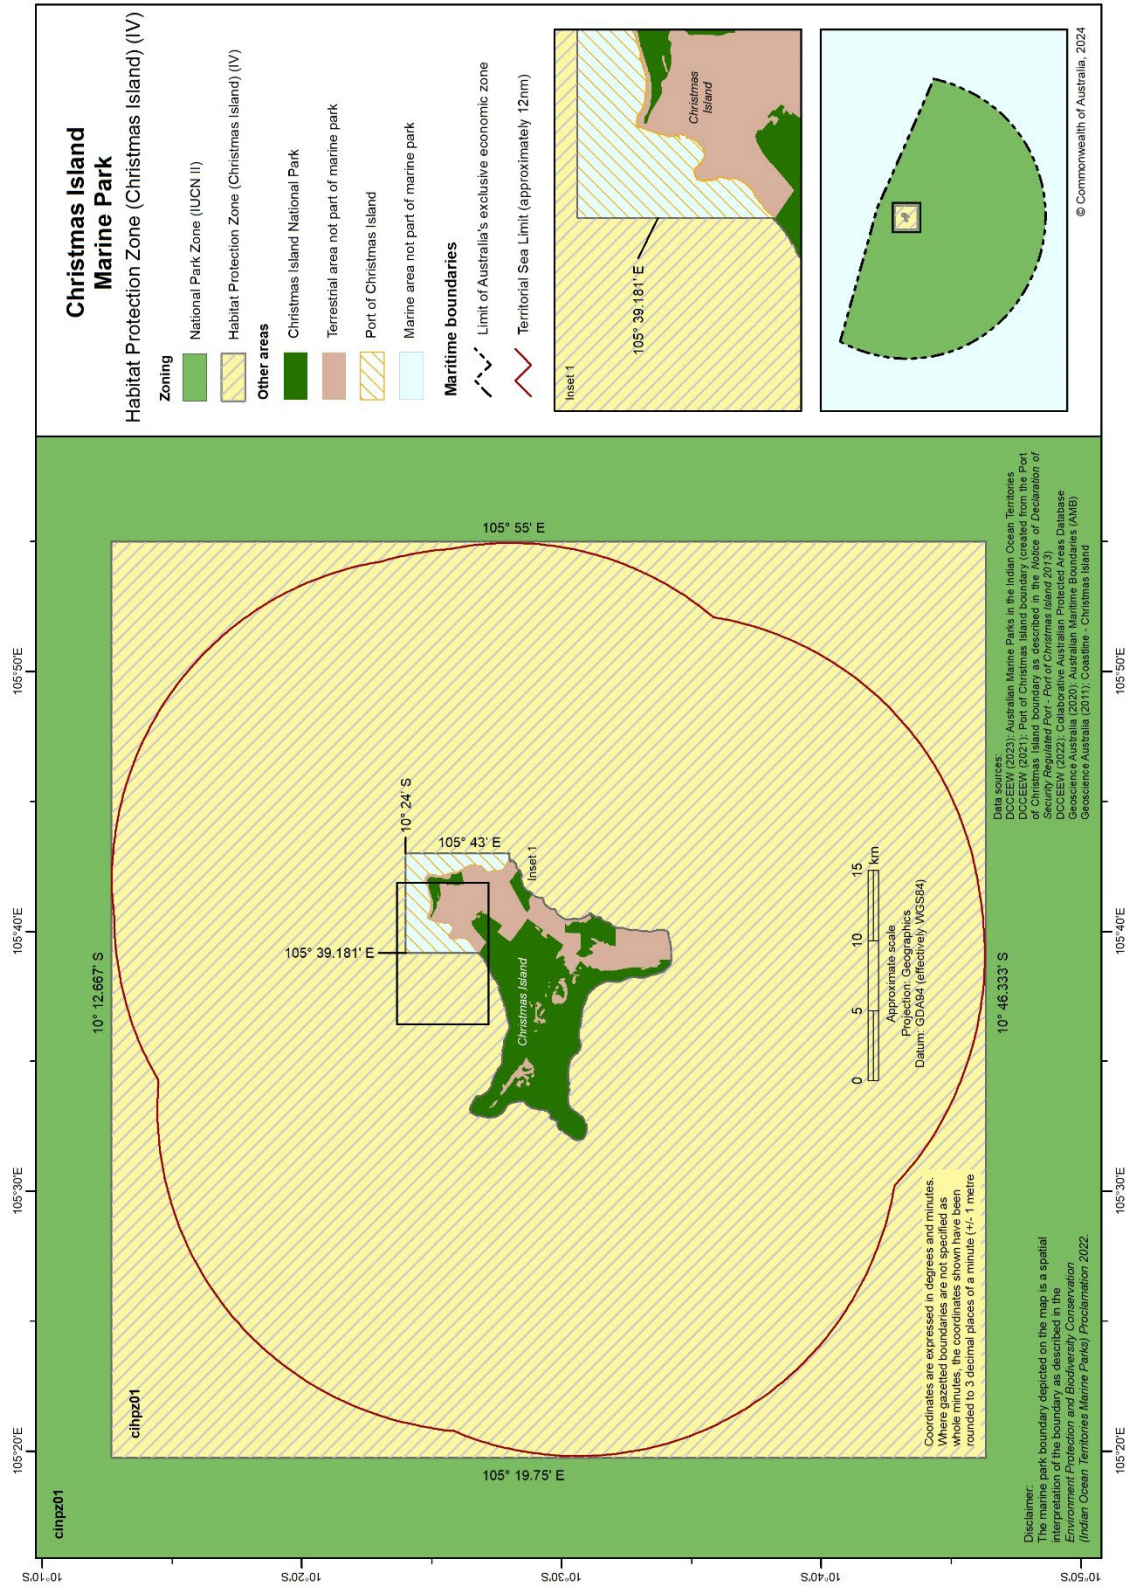 Christmas Island
Marine Park
Habitat Protection Zone (Christmas Island) (IV)
Zoning
National Park Zone (IUCN II)
Habitat Protection Zone (Christmas Island) (IV)
Other areas
Christmas Island National Park
Terrestrial area not part of marine park
Port of Christmas Island
Marine area not part of marine park
Maritime boundaries
Limit of Australia's exclusive economic zone
Territorial Sea Limit (approximately 12nm)
Inset 1
105° 39.181' E
Christmas
Island
© Commonwealth of Australia, 2024
105°20'E
105°30'E
105°40'E
105°50'E
10°10'S
10°20'S
10°30'S
10°40'S
10°50'S
cinpz01
cihpz01
10° 12.667' S
105° 19.75' E
105° 55' E
10° 46.333' S
105° 39.181' E
10° 24' S
105° 43' E
Inset 1
Christmas Island
0 5 10 15
km
Approximate scale
Projection: Geographics
Datum: GDA94 (effectively WGS84)
Coordinates are expressed in degrees and minutes.
Where gazetted boundaries are not specified as
whole minutes, the coordinates shown have been
rounded to 3 decimal places of a minute (+/- 1 metre
Disclaimer:
The marine park boundary depicted on the map is a spatial
interpretation of the boundary as described in the
Environment Protection and Biodiversity Conservation
(Indian Ocean Territories Marine Parks) Proclamation 2022.
Data sources:
DCCEEW (2023): Australian Marine Parks in the Indian Ocean Territories
DCCEEW (2021): Port of Christmas Island boundary (created from the Port
of Christmas Island boundary as described in the Notice of Declaration of
Security Regulated Port - Port of Christmas Island 2013)
DCCEEW (2022): Collaborative Australian Protected Areas Database
Geoscience Australia (2020): Australian Maritime Boundaries (AMB)
Geoscience Australia (2011): Coastline - Christmas Island
105°20'E
105°30'E
105°40'E
105°50'E